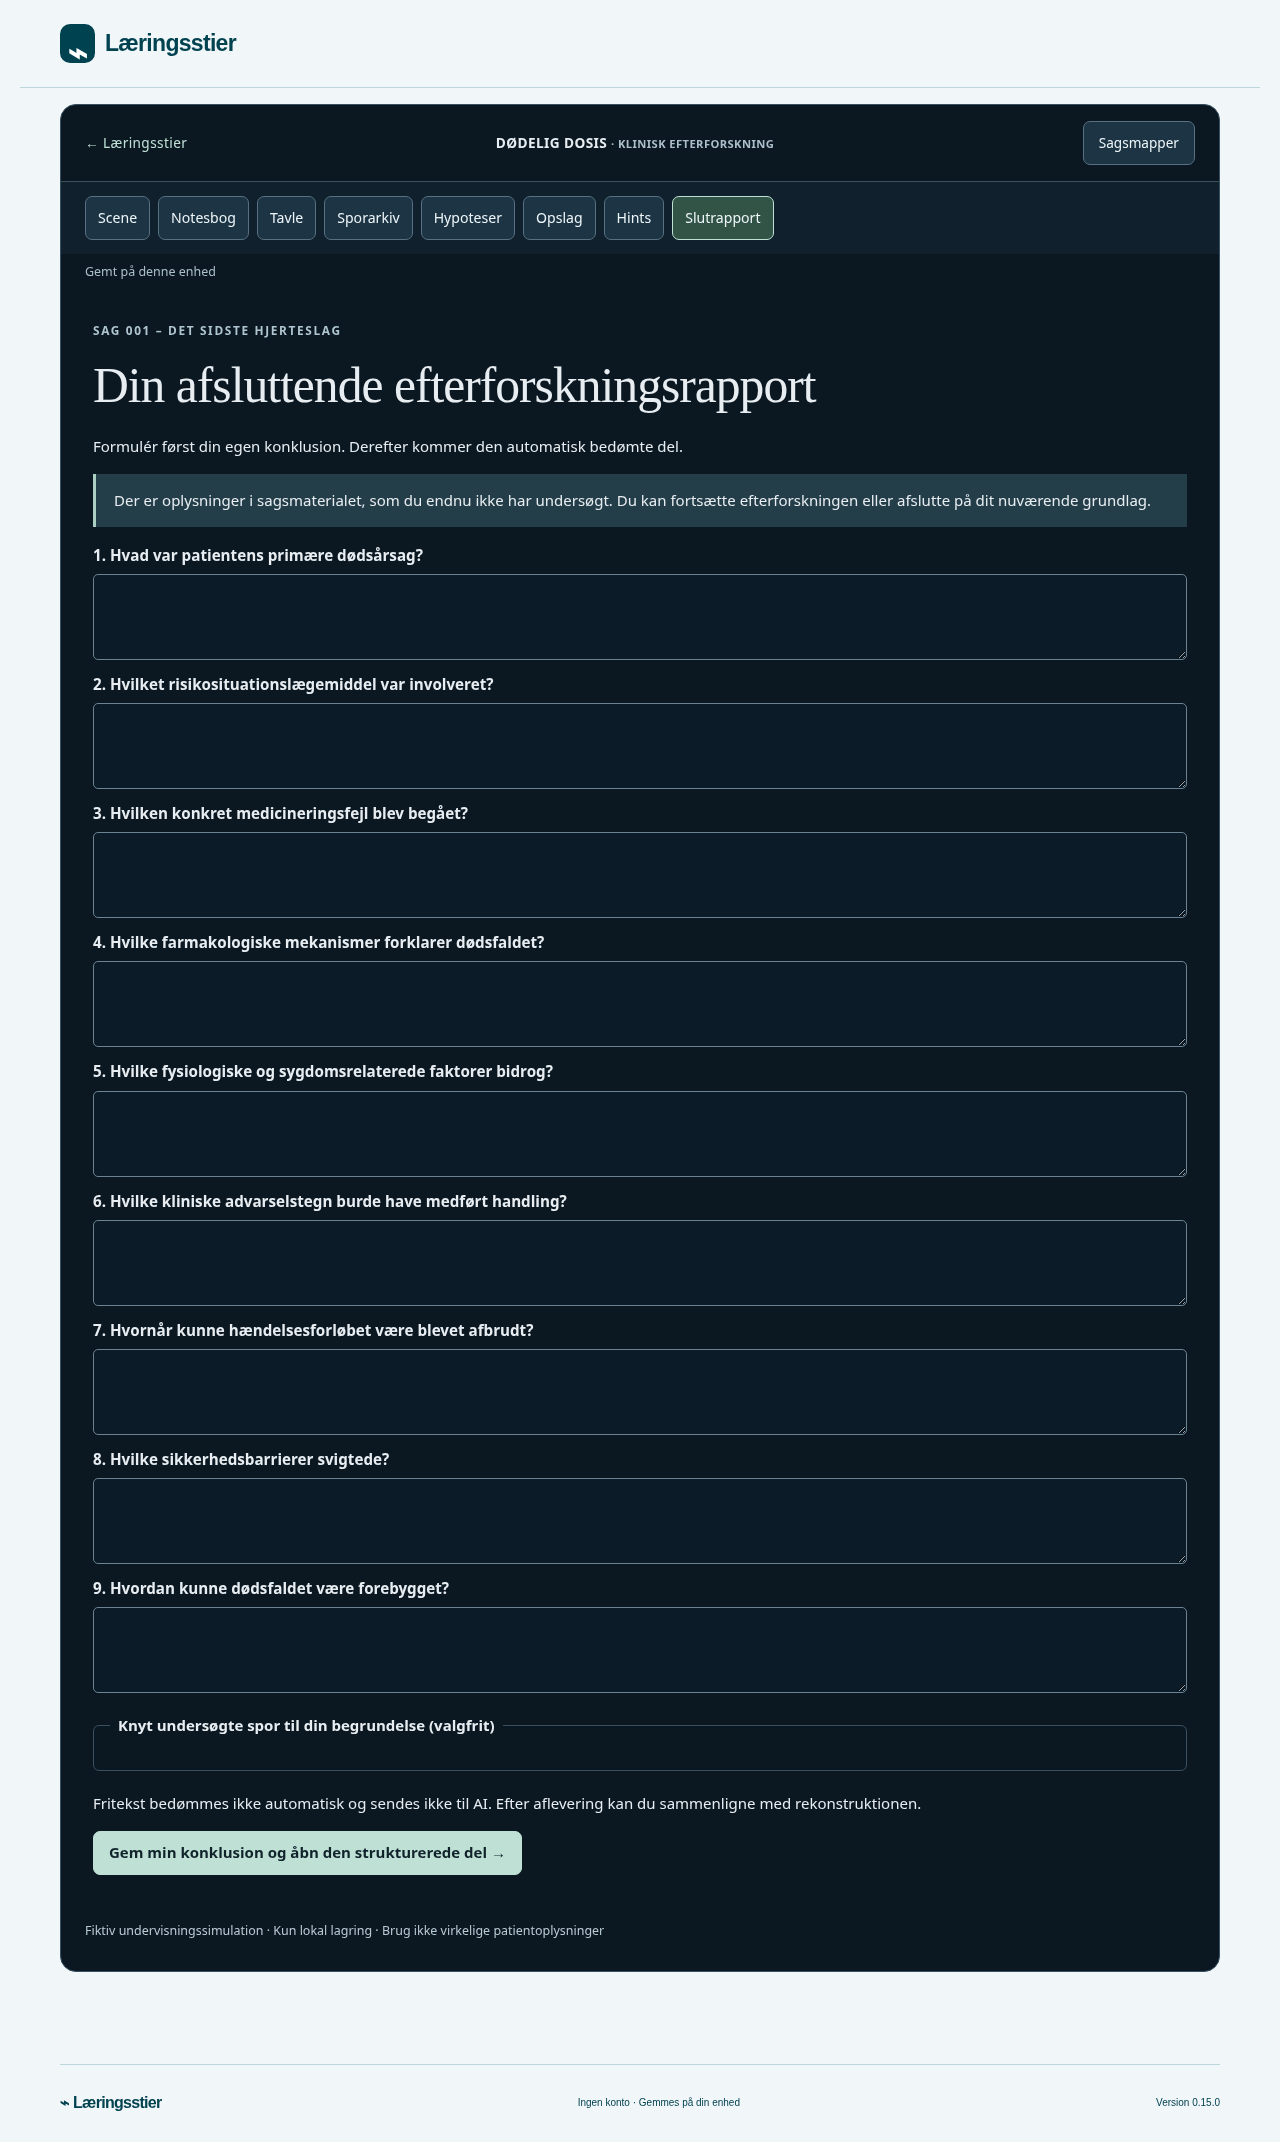 Læringsstier
← Læringsstier
DØDELIG DOSIS · KLINISK EFTERFORSKNING
Sagsmapper
Scene
Notesbog
Tavle
Sporarkiv
Hypoteser
Opslag
Hints
Slutrapport
Gemt på denne enhed
SAG 001 – DET SIDSTE HJERTESLAG
Din afsluttende efterforskningsrapport
Formulér først din egen konklusion. Derefter kommer den automatisk bedømte del.
Der er oplysninger i sagsmaterialet, som du endnu ikke har undersøgt. Du kan fortsætte efterforskningen eller afslutte på dit nuværende grundlag.
1. Hvad var patientens primære dødsårsag?
2. Hvilket risikosituationslægemiddel var involveret?
3. Hvilken konkret medicineringsfejl blev begået?
4. Hvilke farmakologiske mekanismer forklarer dødsfaldet?
5. Hvilke fysiologiske og sygdomsrelaterede faktorer bidrog?
6. Hvilke kliniske advarselstegn burde have medført handling?
7. Hvornår kunne hændelsesforløbet være blevet afbrudt?
8. Hvilke sikkerhedsbarrierer svigtede?
9. Hvordan kunne dødsfaldet være forebygget?
Knyt undersøgte spor til din begrundelse (valgfrit)
Fritekst bedømmes ikke automatisk og sendes ikke til AI. Efter aflevering kan du sammenligne med rekonstruktionen.
Gem min konklusion og åbn den strukturerede del →
Fiktiv undervisningssimulation · Kun lokal lagring · Brug ikke virkelige patientoplysninger
⌁ Læringsstier
Ingen konto · Gemmes på din enhed
Version 0.15.0